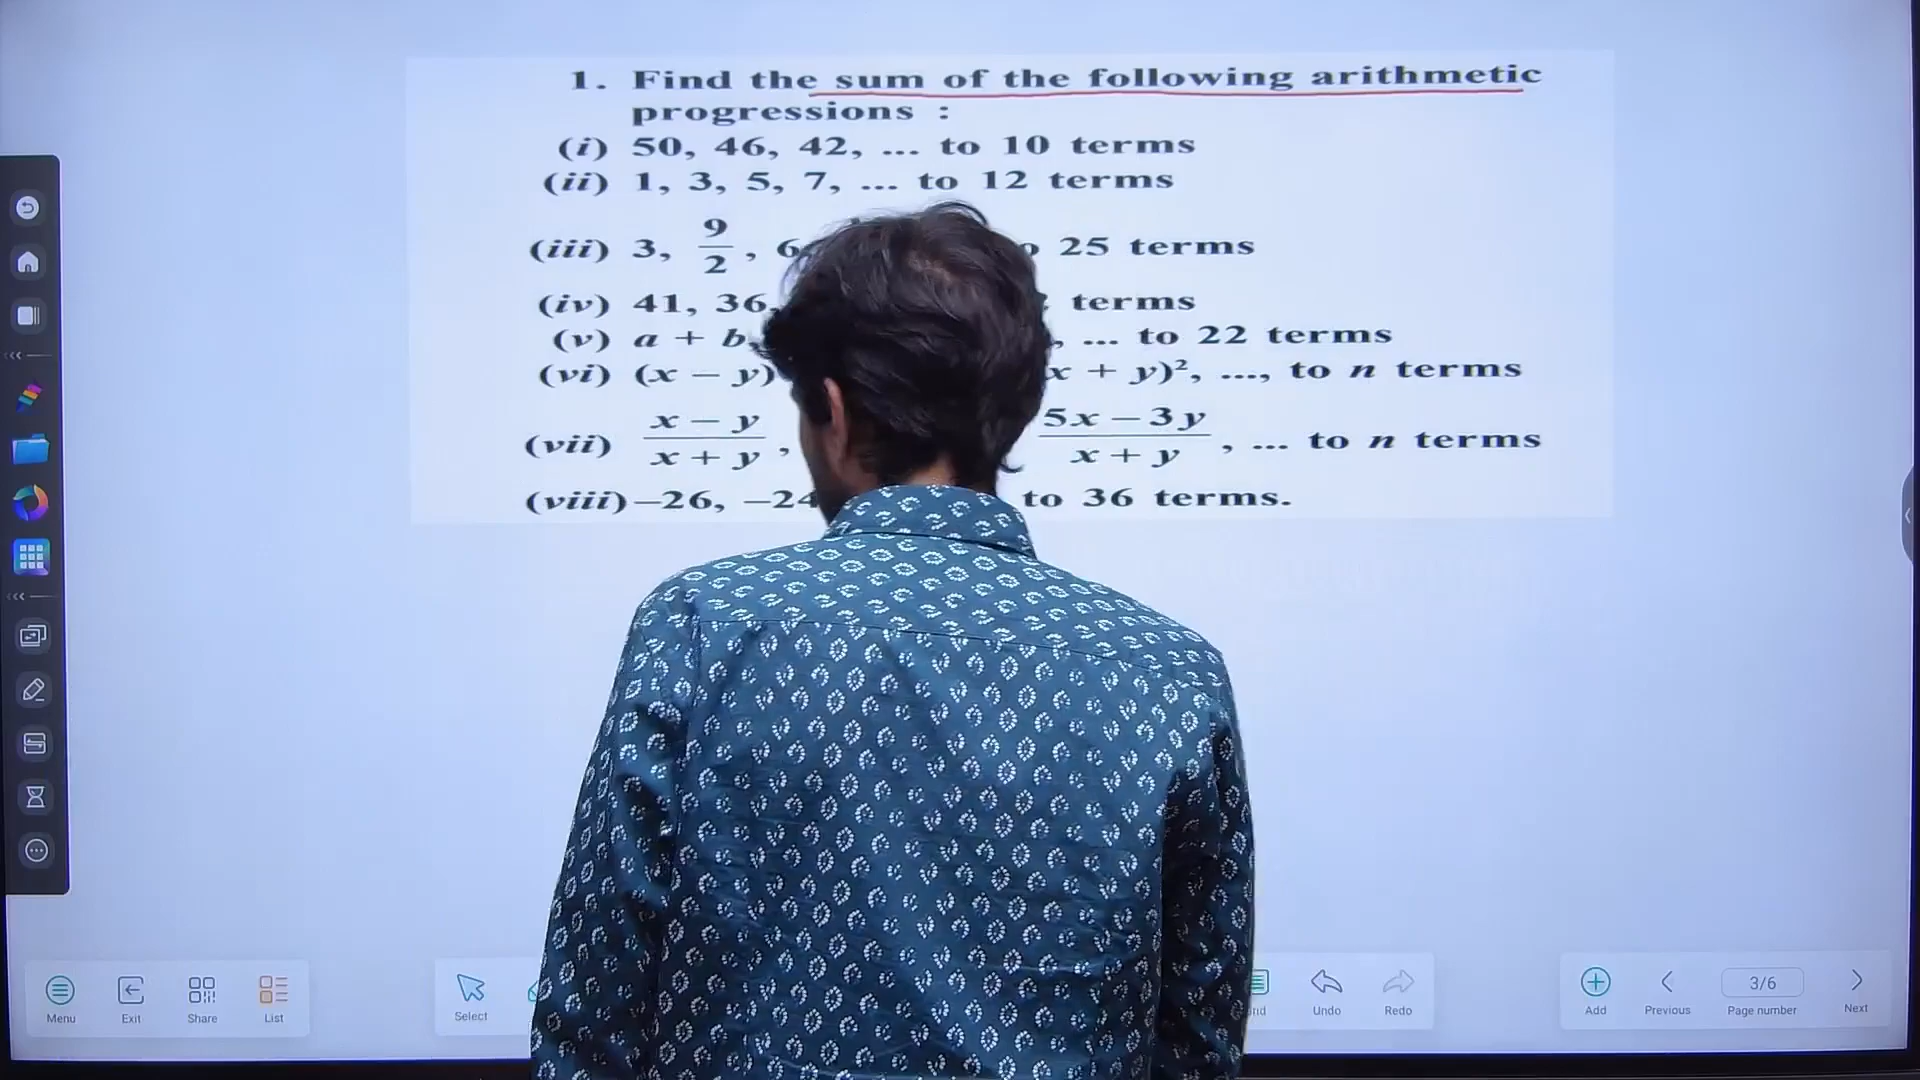 1. Find the sum of the following arithmetic
progressions :
(i) 50, 46, 42, ... to 10 terms
(ii) 1, 3, 5, 7, ... to 12 terms
(iii) 3, 9/2, 6 25 terms
(iv) 41, 36, terms
(v) a + b, , ... to 22 terms
(vi) (x – y) x + y)², ..., to n terms
(vii) x – y / x + y , 5x – 3y / x + y , ... to n terms
(viii) –26, –24 to 36 terms.
Menu Exit Share List Select Undo Redo Add Previous 3/6 Page number Next